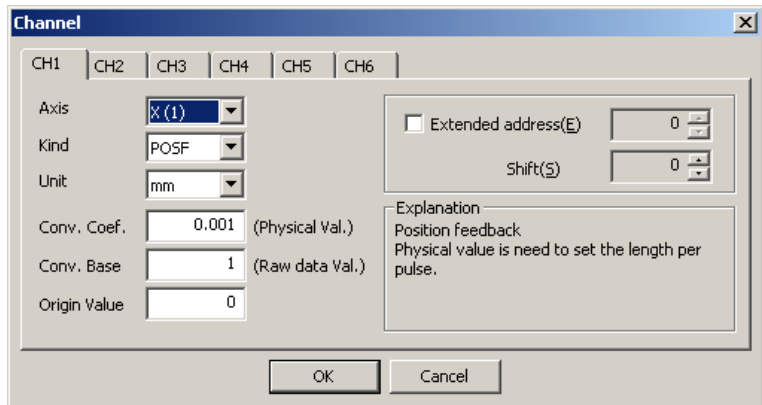 Channel
CH1 CH2 CH3 CH4 CH5 CH6
Axis X (1)
Kind POSF
Unit mm
Conv. Coef. 0.001 (Physical Val.)
Conv. Base 1 (Raw data Val.)
Origin Value 0
Extended address(E) 0
Shift(S) 0
Explanation
Position feedback
Physical value is need to set the length per
pulse.
OK Cancel